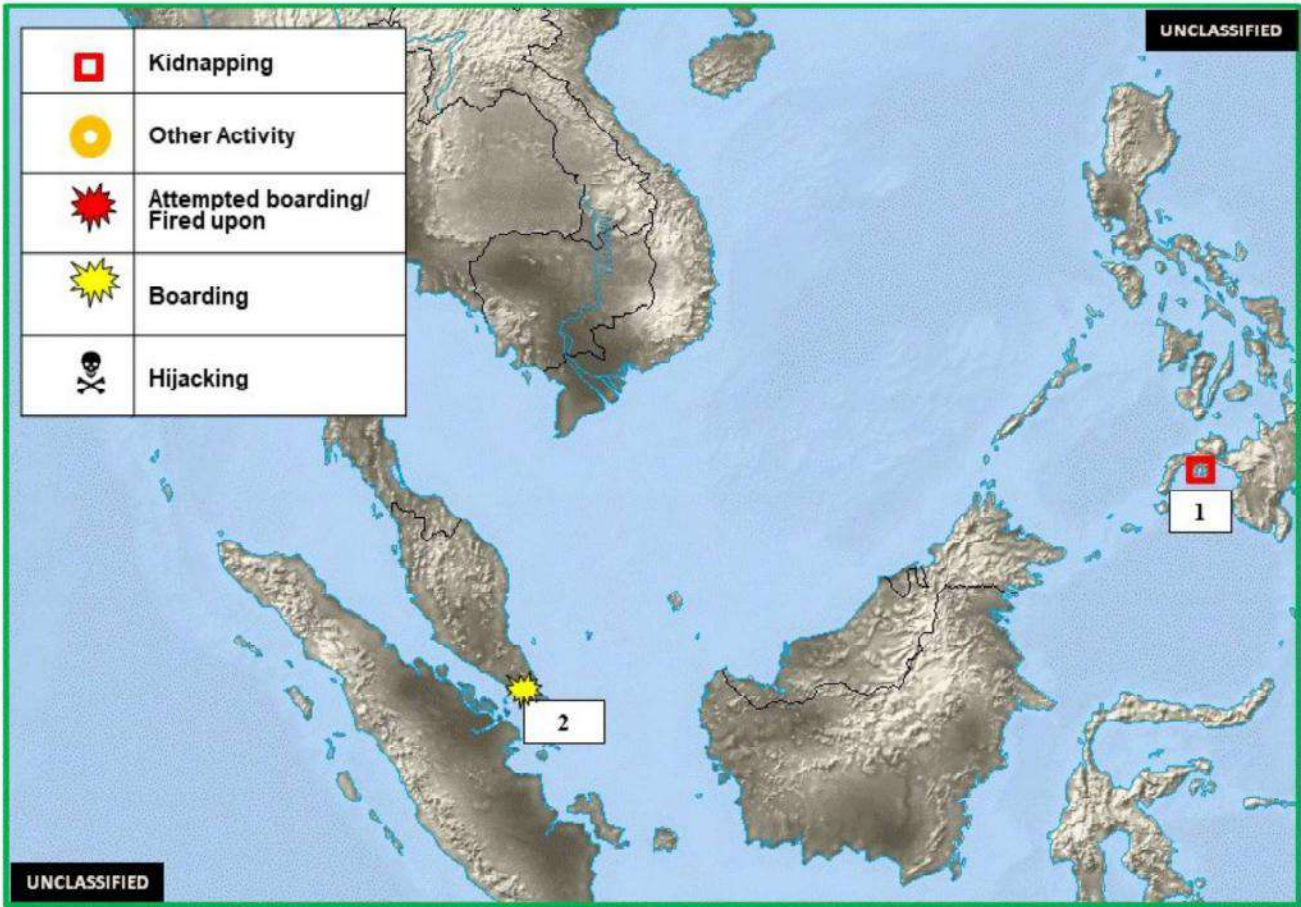 UNCLASSIFIED
Kidnapping
Other Activity
Attempted boarding/
Fired upon
Boarding
Hijacking
1
2
UNCLASSIFIED